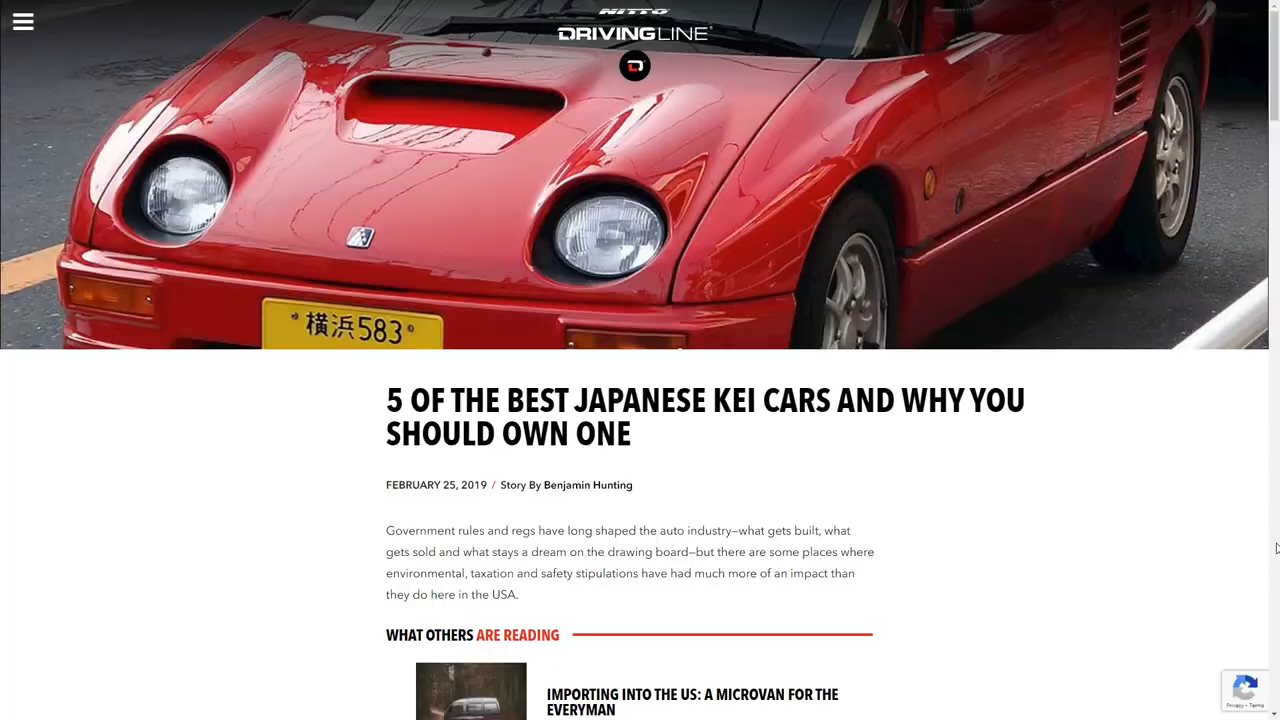 NITTO
DRIVINGLINE
横浜583
5 OF THE BEST JAPANESE KEI CARS AND WHY YOU
SHOULD OWN ONE
FEBRUARY 25, 2019 / Story By Benjamin Hunting
Government rules and regs have long shaped the auto industry—what gets built, what
gets sold and what stays a dream on the drawing board—but there are some places where
environmental, taxation and safety stipulations have had much more of an impact than
they do here in the USA.
WHAT OTHERS ARE READING
IMPORTING INTO THE US: A MICROVAN FOR THE
EVERYMAN
Privacy - Terms